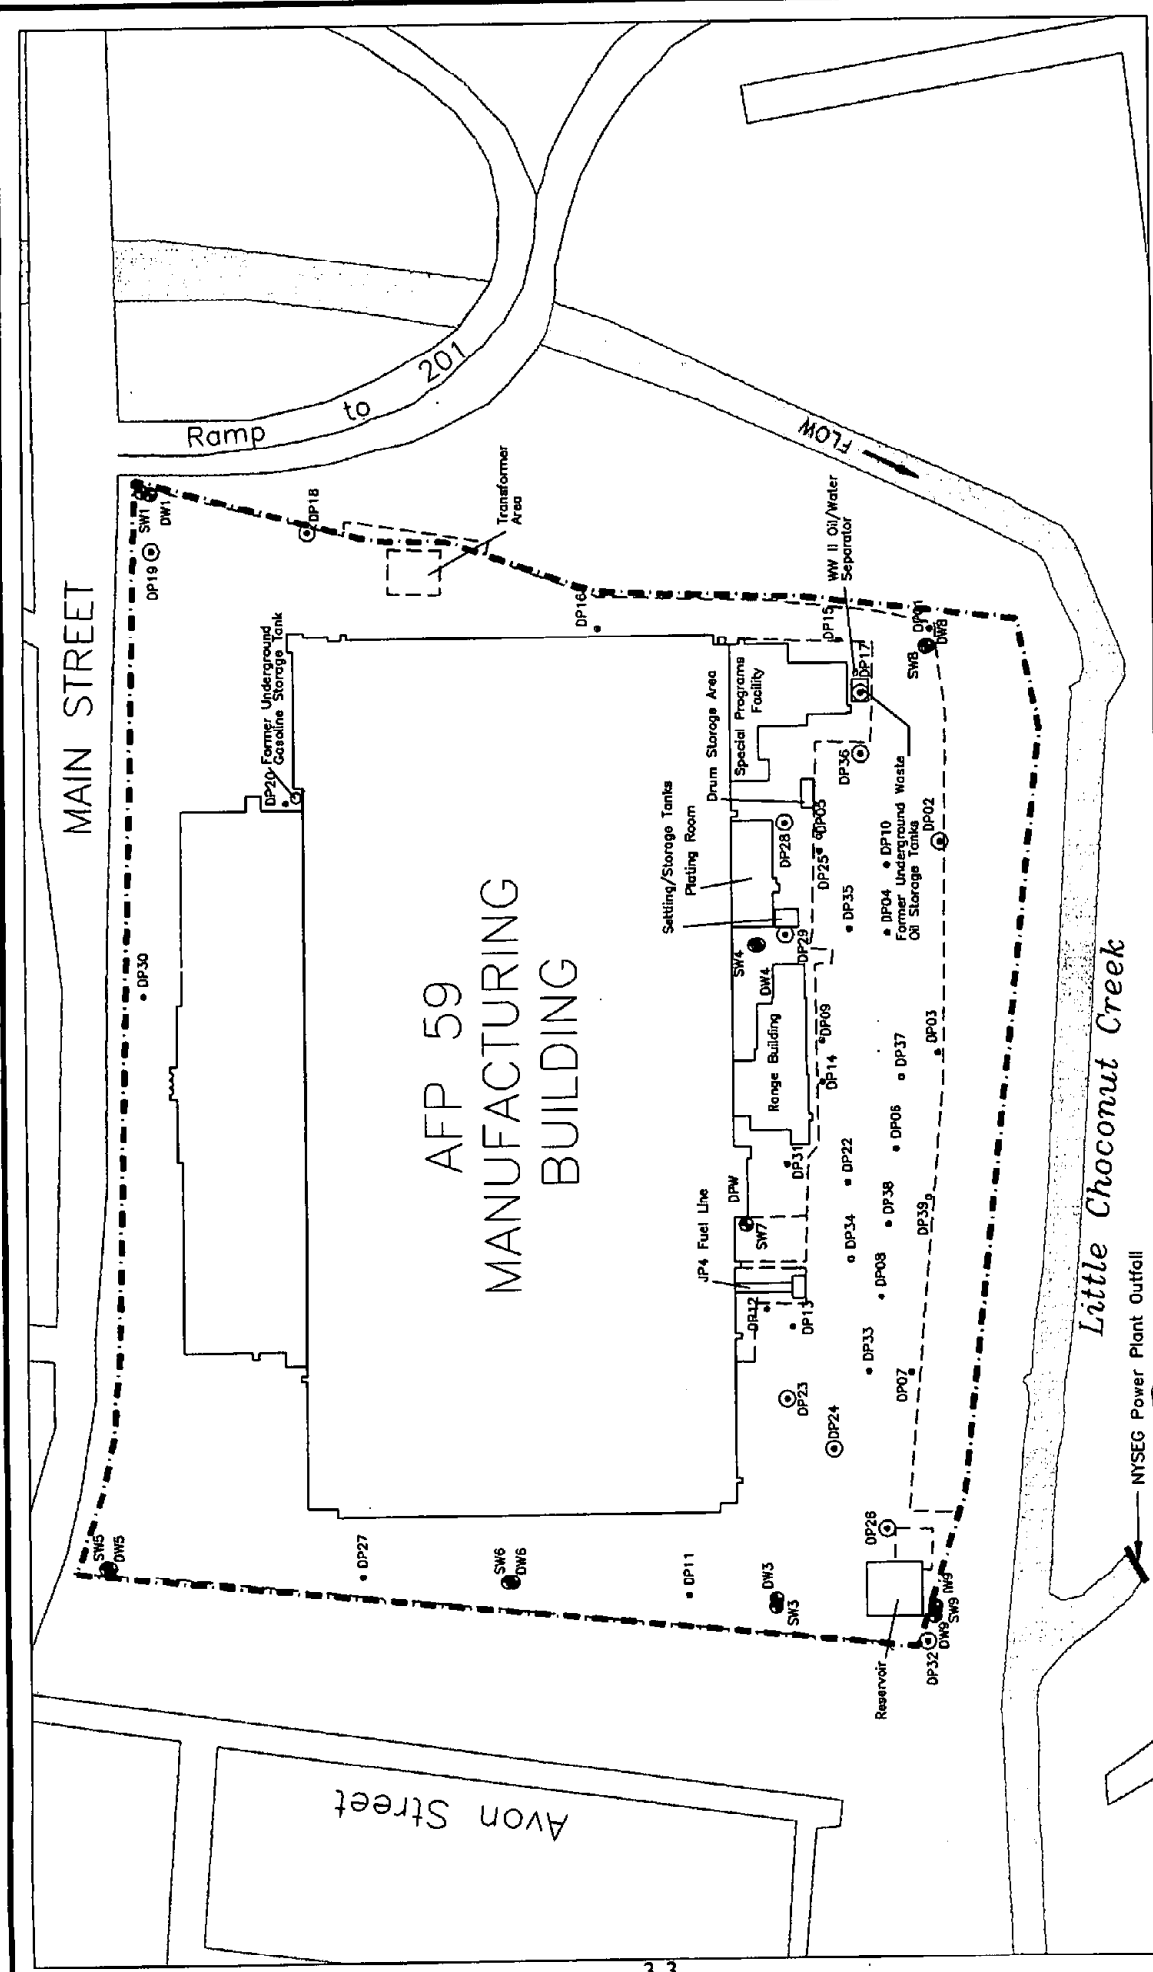 MAIN STREET
Ramp
to
201
FLOW
SW1
DW1
DP19
DP18
Transformer
Area
DP20
Former Underground
Gasoline Storage Tank
DP30
DP16
DP15
WW II Oil/Water
Separator
DP17
SW8
DW8
DP01
Special Programs
Facility
Drum Storage Area
DP36
Settling/Storage Tanks
Plating Room
DP28
DP25
DP10
DP04
Former Underground Waste
Oil Storage Tanks
DP02
DP35
SW4
DW4
DP29
AFP 59
MANUFACTURING
BUILDING
Range Building
DP09
DP14
DP37
DP03
DP06
DP31
DP22
DP38
DP39
DPW
SW7
JP4 Fuel Line
DP34
DP08
DP12
DP13
DP33
DP07
DP23
DP24
SW5
DW5
DP27
SW6
DW6
DP11
DW3
SW3
DP26
Reservoir
DP32
DW9
SW9
Little Choconut Creek
NYSEG Power Plant Outfall
Avon Street